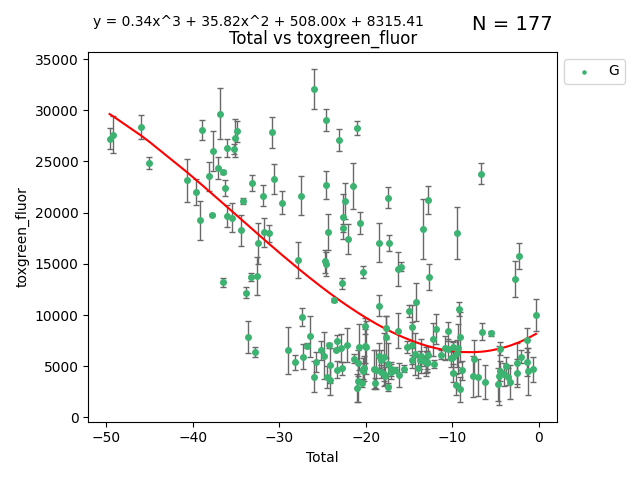 y = 0.34x^3 + 35.82x^2 + 508.00x + 8315.41
N = 177
Total vs toxgreen_fluor
G
35000
30000
25000
20000
15000
10000
5000
0
toxgreen_fluor
−50
−40
−30
−20
−10
0
Total